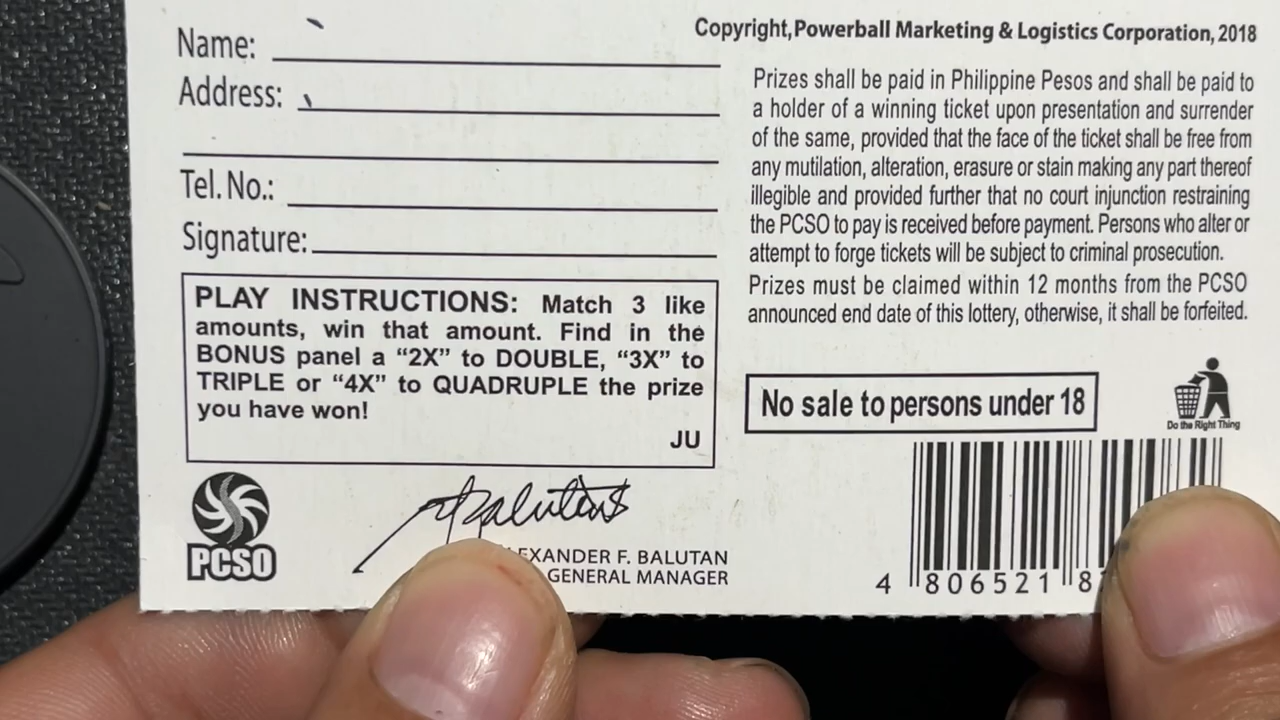 Name:
Address:
Tel. No.:
Signature:
PLAY INSTRUCTIONS: Match 3 like
amounts, win that amount. Find in the
BONUS panel a “2X” to DOUBLE, “3X” to
TRIPLE or “4X” to QUADRUPLE the prize
you have won!
JU
PCSO
EXANDER F. BALUTAN
GENERAL MANAGER
Copyright,Powerball Marketing & Logistics Corporation, 2018
Prizes shall be paid in Philippine Pesos and shall be paid to
a holder of a winning ticket upon presentation and surrender
of the same, provided that the face of the ticket shall be free from
any mutilation, alteration, erasure or stain making any part thereof
illegible and provided further that no court injunction restraining
the PCSO to pay is received before payment. Persons who alter or
attempt to forge tickets will be subject to criminal prosecution.
Prizes must be claimed within 12 months from the PCSO
announced end date of this lottery, otherwise, it shall be forfeited.
No sale to persons under 18
Do the Right Thing
4 806521 8